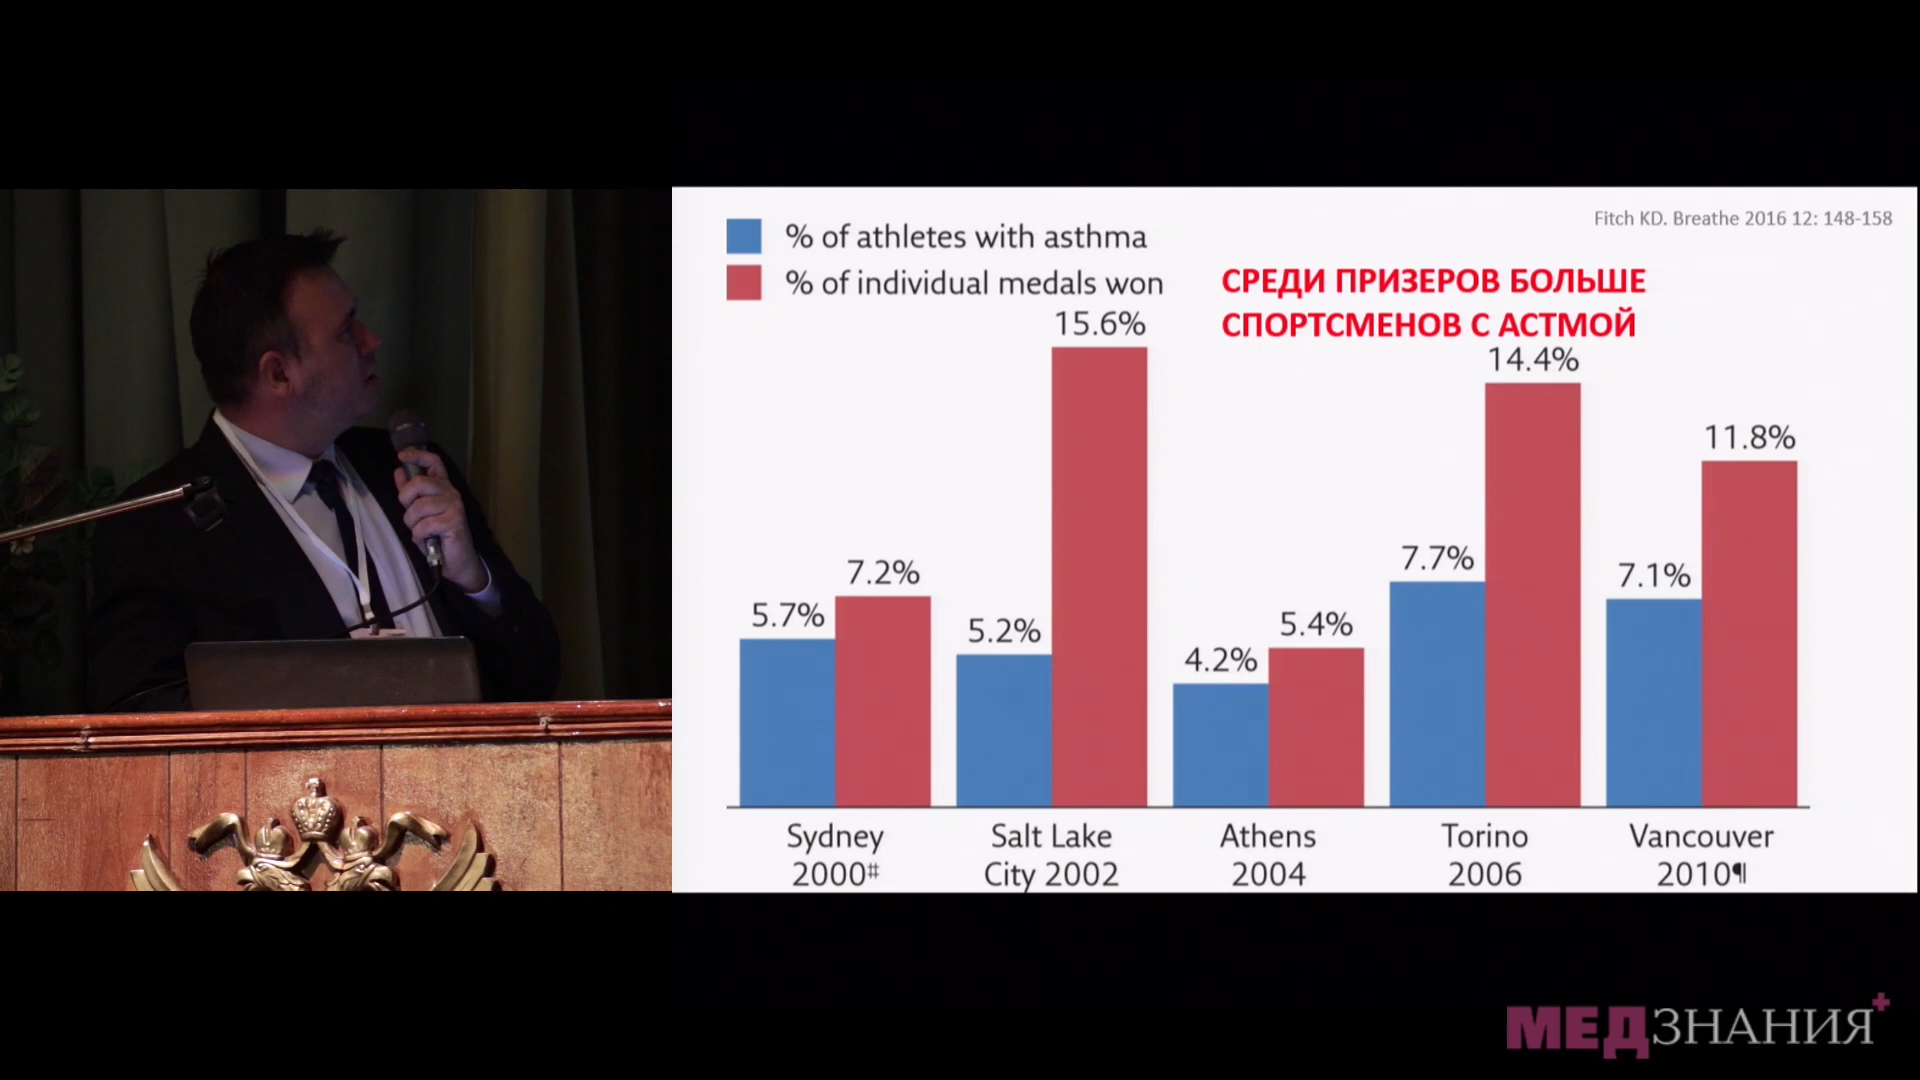 Fitch KD. Breathe 2016 12: 148-158
% of athletes with asthma
% of individual medals won
СРЕДИ ПРИЗЕРОВ БОЛЬШЕ
СПОРТСМЕНОВ С АСТМОЙ
5.7%
7.2%
5.2%
15.6%
4.2%
5.4%
7.7%
14.4%
7.1%
11.8%
Sydney
2000‡
Salt Lake
City 2002
Athens
2004
Torino
2006
Vancouver
2010¶
МЕДЗНАНИЯ+